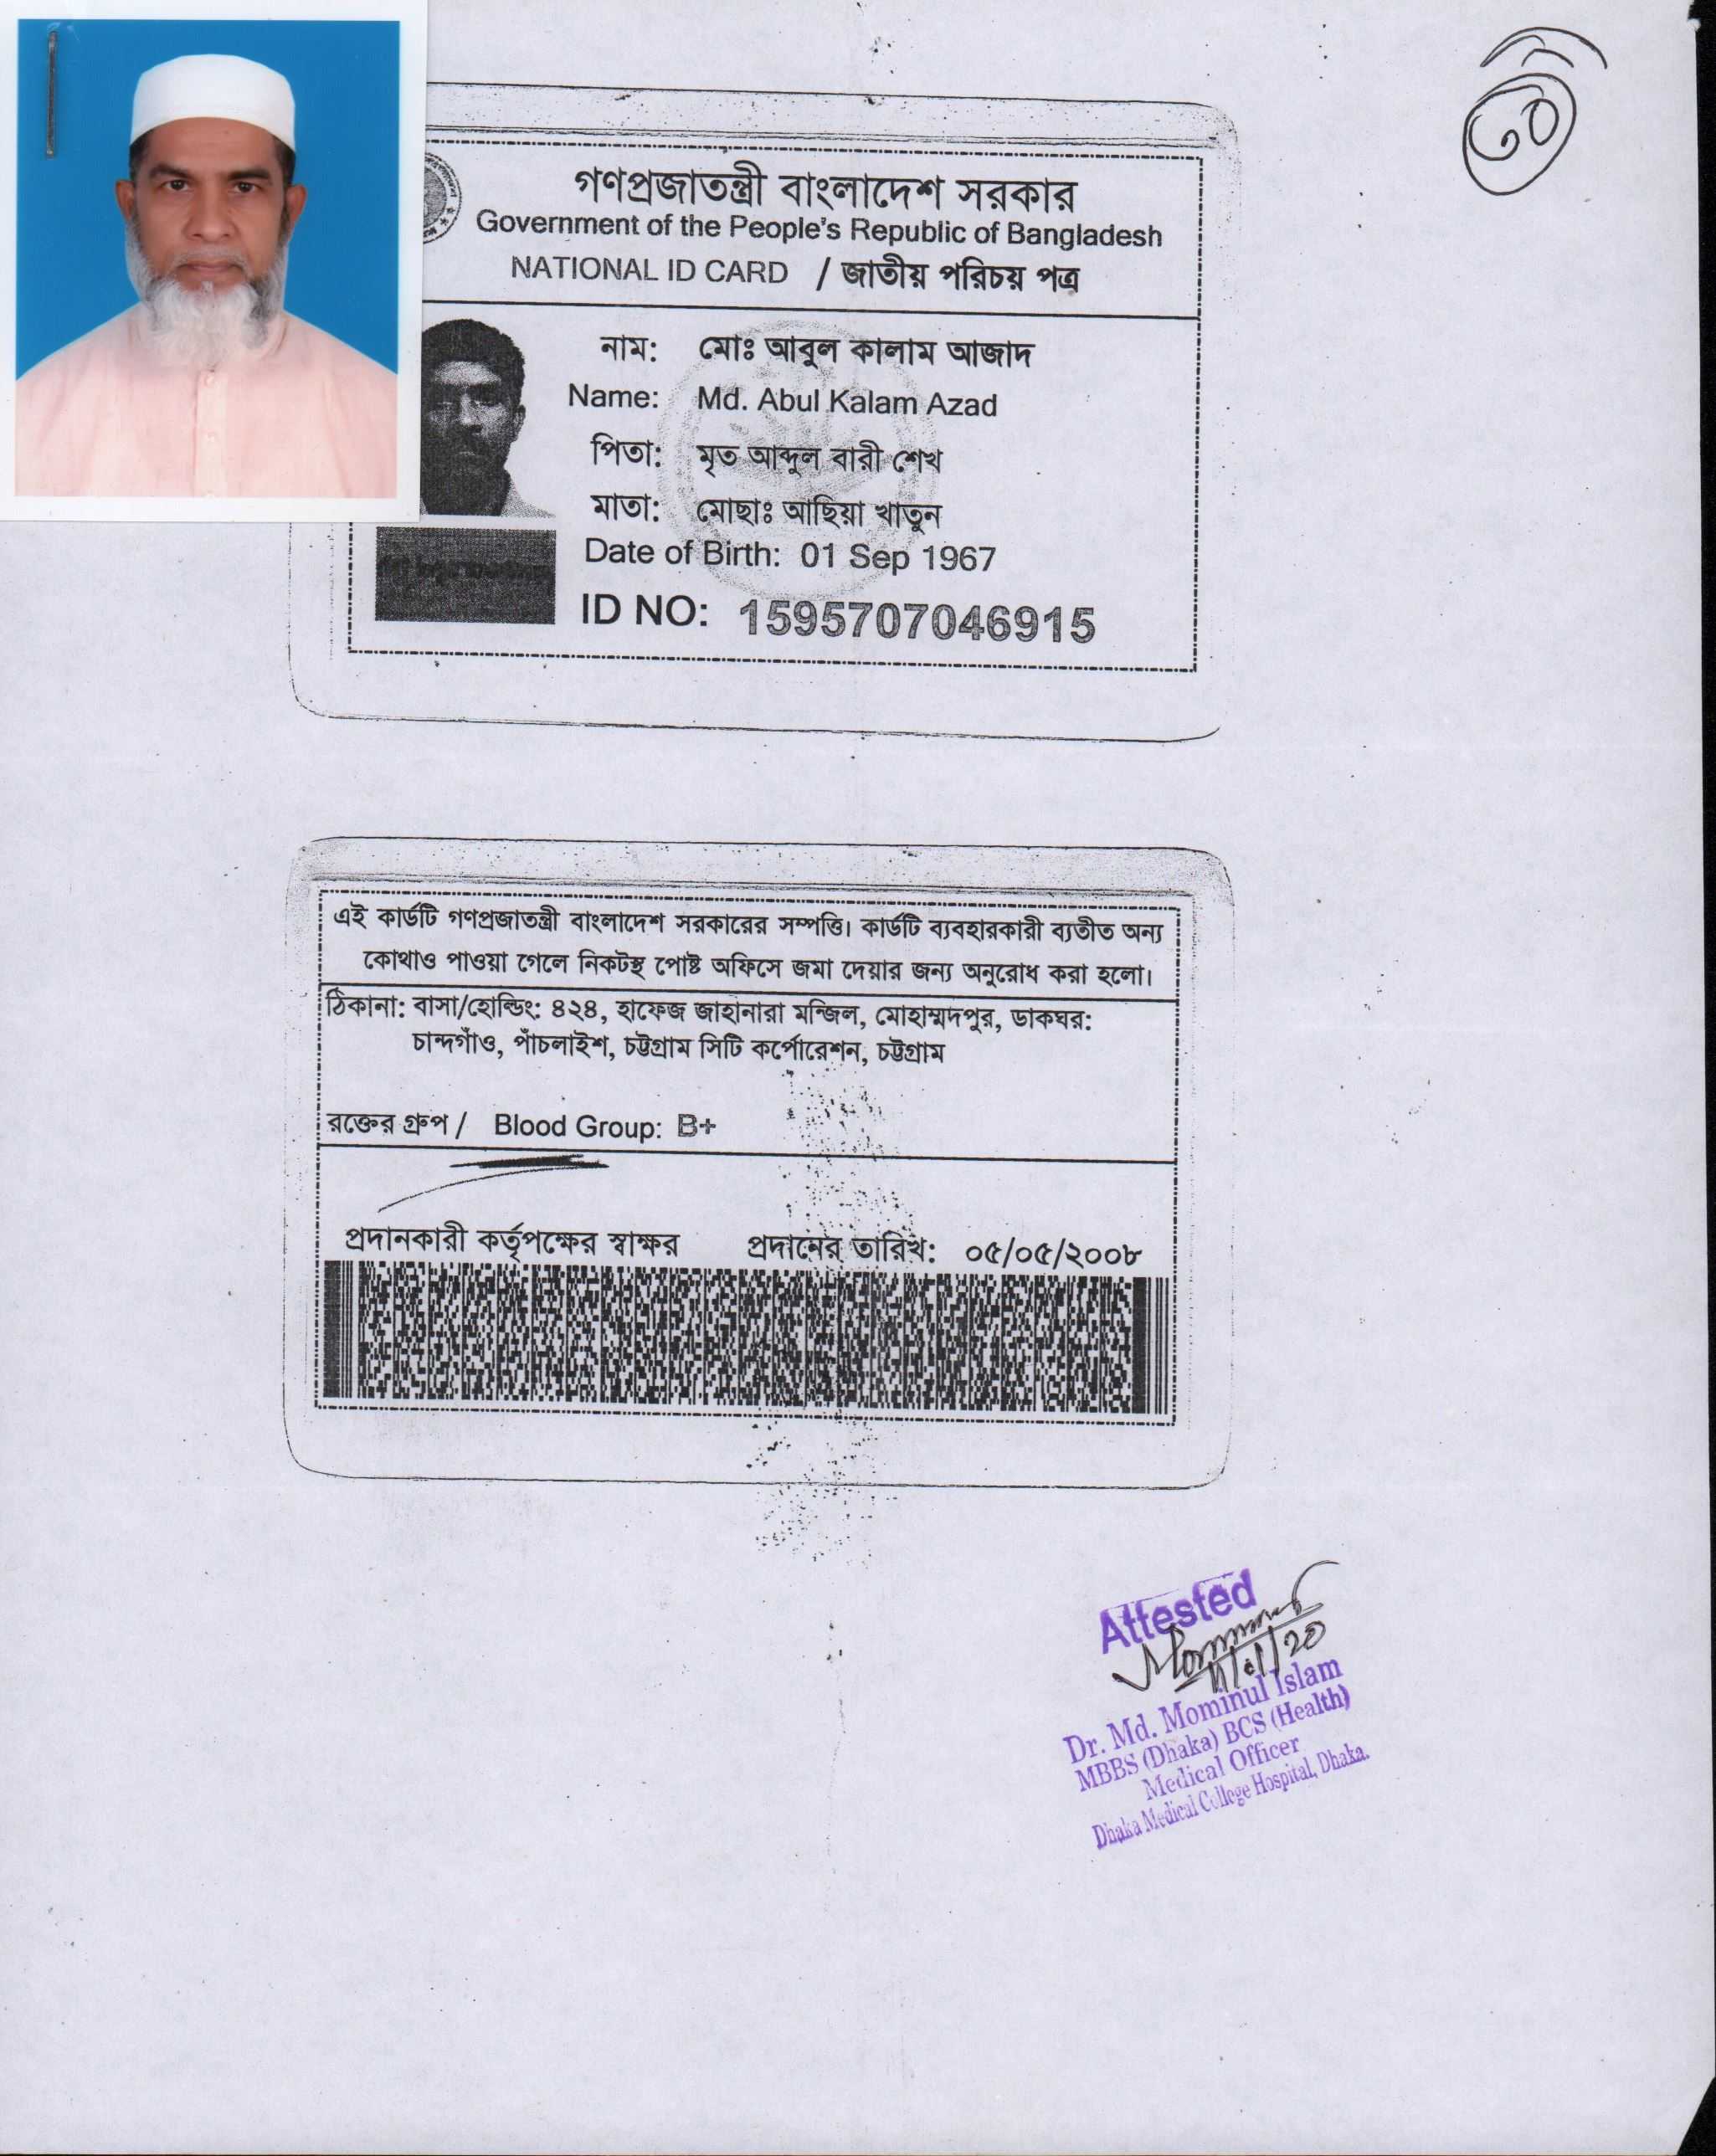 ৩০
গণপ্রজাতন্ত্রী বাংলাদেশ সরকার
Government of the People's Republic of Bangladesh
NATIONAL ID CARD / জাতীয় পরিচয় পত্র
নাম: মোঃ আবুল কালাম আজাদ
Name: Md. Abul Kalam Azad
পিতা: মৃত আব্দুল বারী শেখ
মাতা: মোছাঃ আছিয়া খাতুন
Date of Birth: 01 Sep 1967
ID NO: 1595707046915
এই কার্ডটি গণপ্রজাতন্ত্রী বাংলাদেশ সরকারের সম্পত্তি। কার্ডটি ব্যবহারকারী ব্যতীত অন্য
কোথাও পাওয়া গেলে নিকটস্থ পোষ্ট অফিসে জমা দেয়ার জন্য অনুরোধ করা হলো।
ঠিকানা: বাসা/হোল্ডিং: ৪২৪, হাফেজ জাহানারা মন্জিল, মোহাম্মদপুর, ডাকঘর:
চান্দগাঁও, পাঁচলাইশ, চট্টগ্রাম সিটি কর্পোরেশন, চট্টগ্রাম
রক্তের গ্রুপ / Blood Group: B+
প্রদানকারী কর্তৃপক্ষের স্বাক্ষর প্রদানের তারিখ: ০৫/০৫/২০০৮
Attested
Dr. Md. Mominul Islam
MBBS (Dhaka) BCS (Health)
Medical Officer
Dhaka Medical College Hospital, Dhaka.